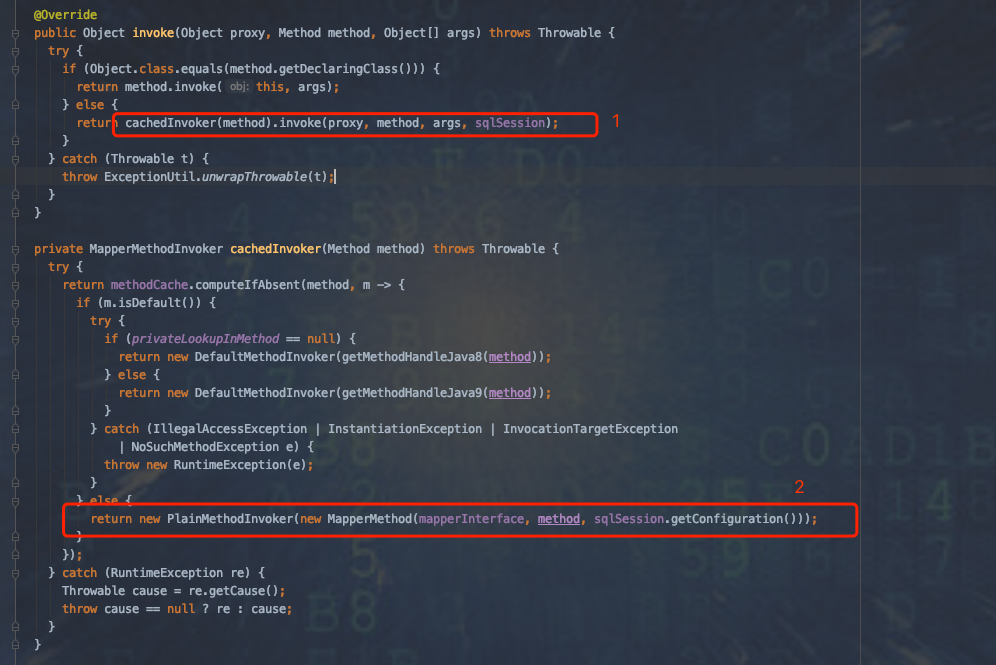 @Override
public Object invoke(Object proxy, Method method, Object[] args) throws Throwable {
try {
if (Object.class.equals(method.getDeclaringClass())) {
return method.invoke( obj: this, args);
} else {
return cachedInvoker(method).invoke(proxy, method, args, sqlSession); 1
}
} catch (Throwable t) {
throw ExceptionUtil.unwrapThrowable(t);
}
}
private MapperMethodInvoker cachedInvoker(Method method) throws Throwable {
try {
return methodCache.computeIfAbsent(method, m -> {
if (m.isDefault()) {
try {
if (privateLookupInMethod == null) {
return new DefaultMethodInvoker(getMethodHandleJava8(method));
} else {
return new DefaultMethodInvoker(getMethodHandleJava9(method));
}
} catch (IllegalAccessException | InstantiationException | InvocationTargetException
| NoSuchMethodException e) {
throw new RuntimeException(e);
}
2
} else {
return new PlainMethodInvoker(new MapperMethod(mapperInterface, method, sqlSession.getConfiguration()));
}
});
} catch (RuntimeException re) {
Throwable cause = re.getCause();
throw cause == null ? re : cause;
}
}